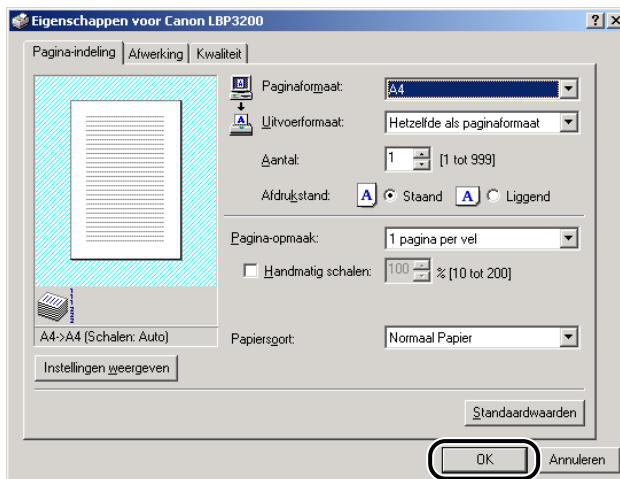 Eigenschappen voor Canon LBP3200
Pagina-indeling Afwerking Kwaliteit
Paginaformaat: A4
Uitvoerformaat: Hetzelfde als paginaformaat
Aantal: 1 [1 tot 999]
Afdrukstand: A Staand A Liggend
Pagina-opmaak: 1 pagina per vel
Handmatig schalen: 100 % [10 tot 200]
A4->A4 (Schalen: Auto)
Papiersoort: Normaal Papier
Instellingen weergeven
Standaardwaarden
OK Annuleren